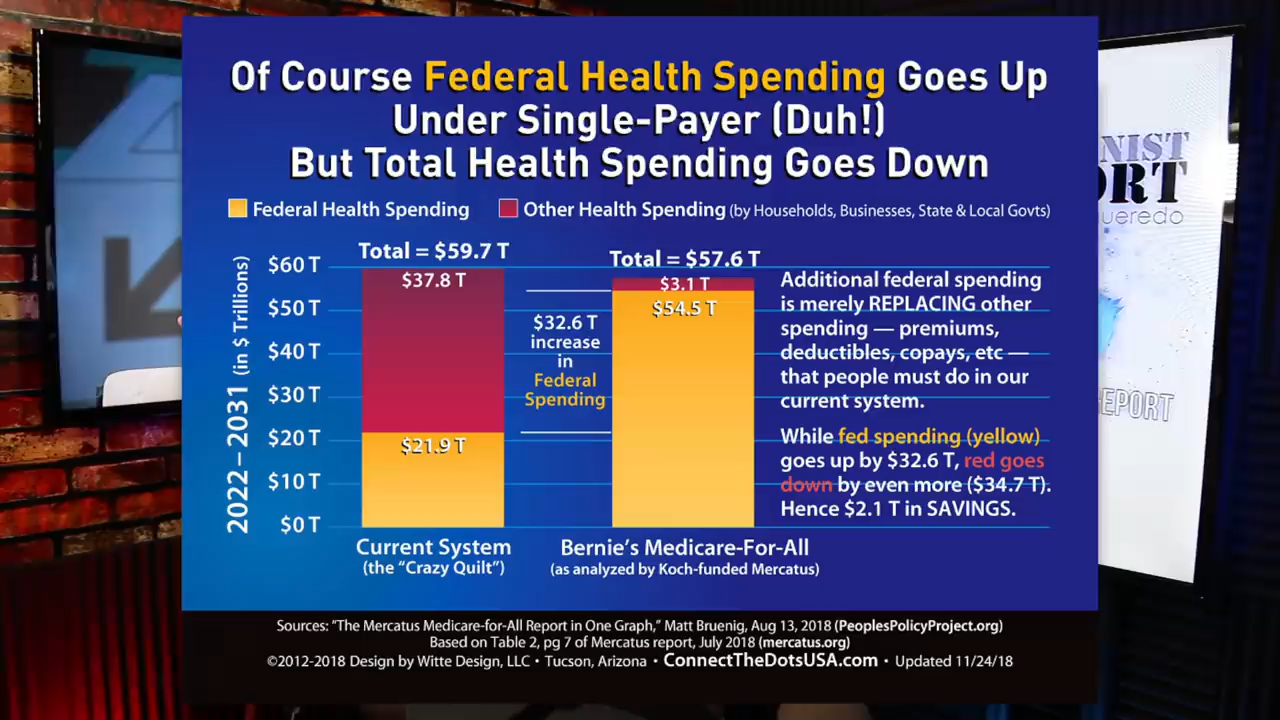 Of Course Federal Health Spending Goes Up
Under Single-Payer (Duh!)
But Total Health Spending Goes Down
Federal Health Spending
Other Health Spending (by Households, Businesses, State & Local Govts)
2022–2031 (in $ Trillions)
$60 T
$50 T
$40 T
$30 T
$20 T
$10 T
$0 T
Total = $59.7 T
$37.8 T
$21.9 T
$32.6 T
increase
in
Federal
Spending
Total = $57.6 T
$3.1 T
$54.5 T
Current System
(the “Crazy Quilt”)
Bernie’s Medicare-For-All
(as analyzed by Koch-funded Mercatus)
Additional federal spending
is merely REPLACING other
spending — premiums,
deductibles, copays, etc —
that people must do in our
current system.
While fed spending (yellow)
goes up by $32.6 T, red goes
down by even more ($34.7 T).
Hence $2.1 T in SAVINGS.
Sources: “The Mercatus Medicare-for-All Report in One Graph,” Matt Bruenig, Aug 13, 2018 (PeoplesPolicyProject.org)
Based on Table 2, pg 7 of Mercatus report, July 2018 (mercatus.org)
©2012-2018 Design by Witte Design, LLC • Tucson, Arizona • ConnectTheDotsUSA.com • Updated 11/24/18
NIST
ORT
ueredo
EPORT